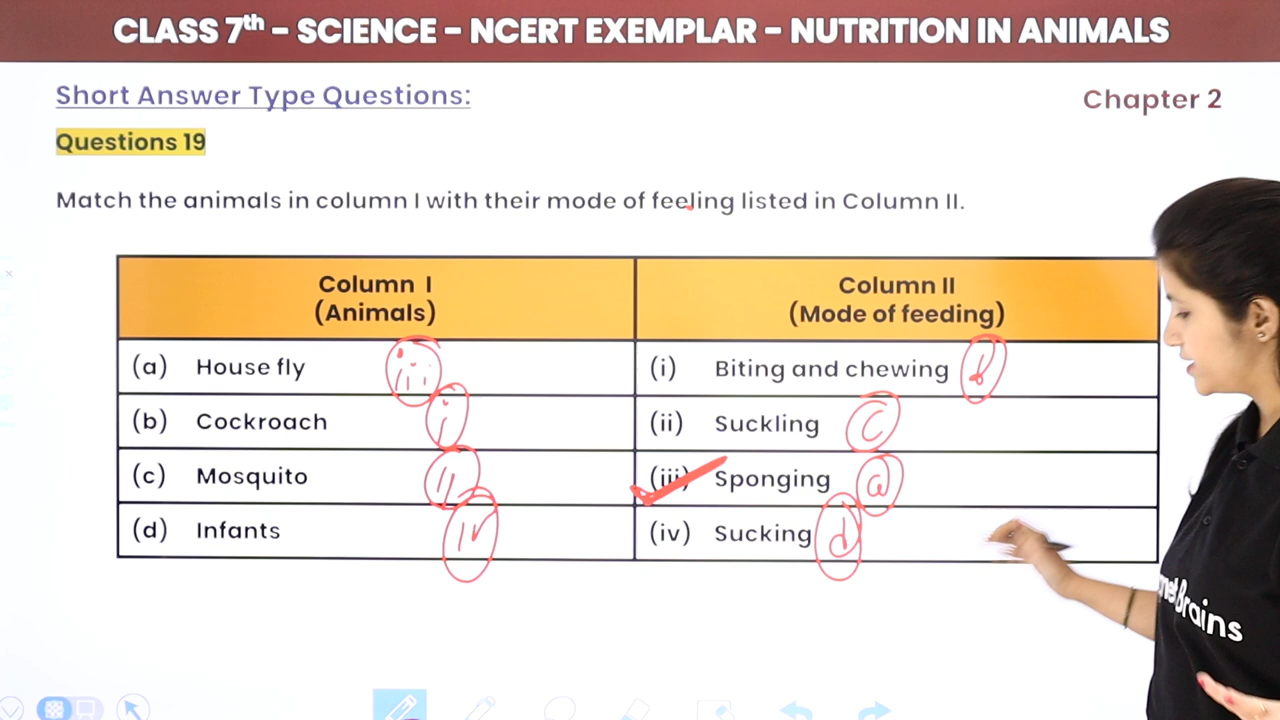 CLASS 7th – SCIENCE – NCERT EXEMPLAR – NUTRITION IN ANIMALS
Short Answer Type Questions:
Chapter 2
Questions 19
Match the animals in column I with their mode of feeling listed in Column II.
Column I
(Animals)
Column II
(Mode of feeding)
(a) House fly iii
(i) Biting and chewing b
(b) Cockroach i
(ii) Suckling c
(c) Mosquito ii
(iii) Sponging a
(d) Infants iv
(iv) Sucking d
Brains